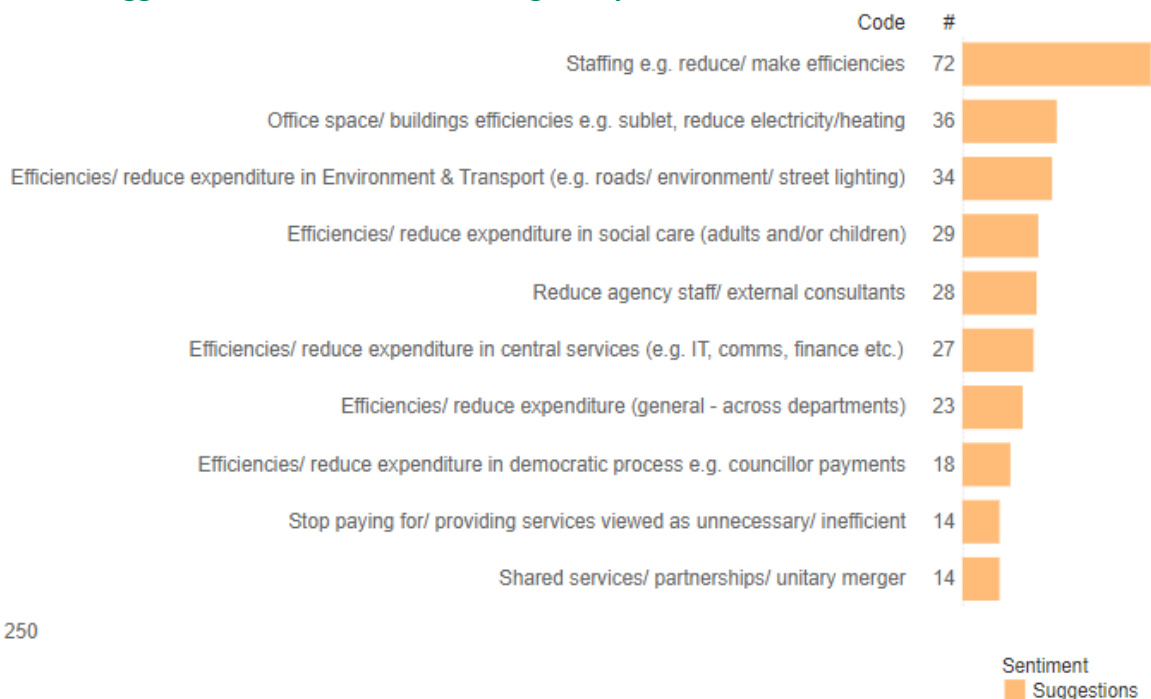 Code #
Staffing e.g. reduce/ make efficiencies 72
Office space/ buildings efficiencies e.g. sublet, reduce electricity/heating 36
Efficiencies/ reduce expenditure in Environment & Transport (e.g. roads/ environment/ street lighting) 34
Efficiencies/ reduce expenditure in social care (adults and/or children) 29
Reduce agency staff/ external consultants 28
Efficiencies/ reduce expenditure in central services (e.g. IT, comms, finance etc.) 27
Efficiencies/ reduce expenditure (general - across departments) 23
Efficiencies/ reduce expenditure in democratic process e.g. councillor payments 18
Stop paying for/ providing services viewed as unnecessary/ inefficient 14
Shared services/ partnerships/ unitary merger 14
250
Sentiment
Suggestions